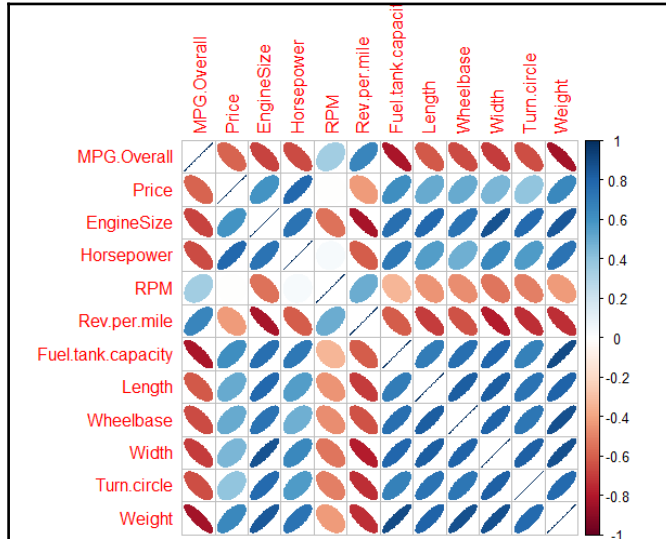 MPG.Overall
Price
EngineSize
Horsepower
RPM
Rev.per.mile
Fuel.tank.capacit
Length
Wheelbase
Width
Turn.circle
Weight
MPG.Overall
Price
EngineSize
Horsepower
RPM
Rev.per.mile
Fuel.tank.capacity
Length
Wheelbase
Width
Turn.circle
Weight
1
0.8
0.6
0.4
0.2
0
-0.2
-0.4
-0.6
-0.8
-1